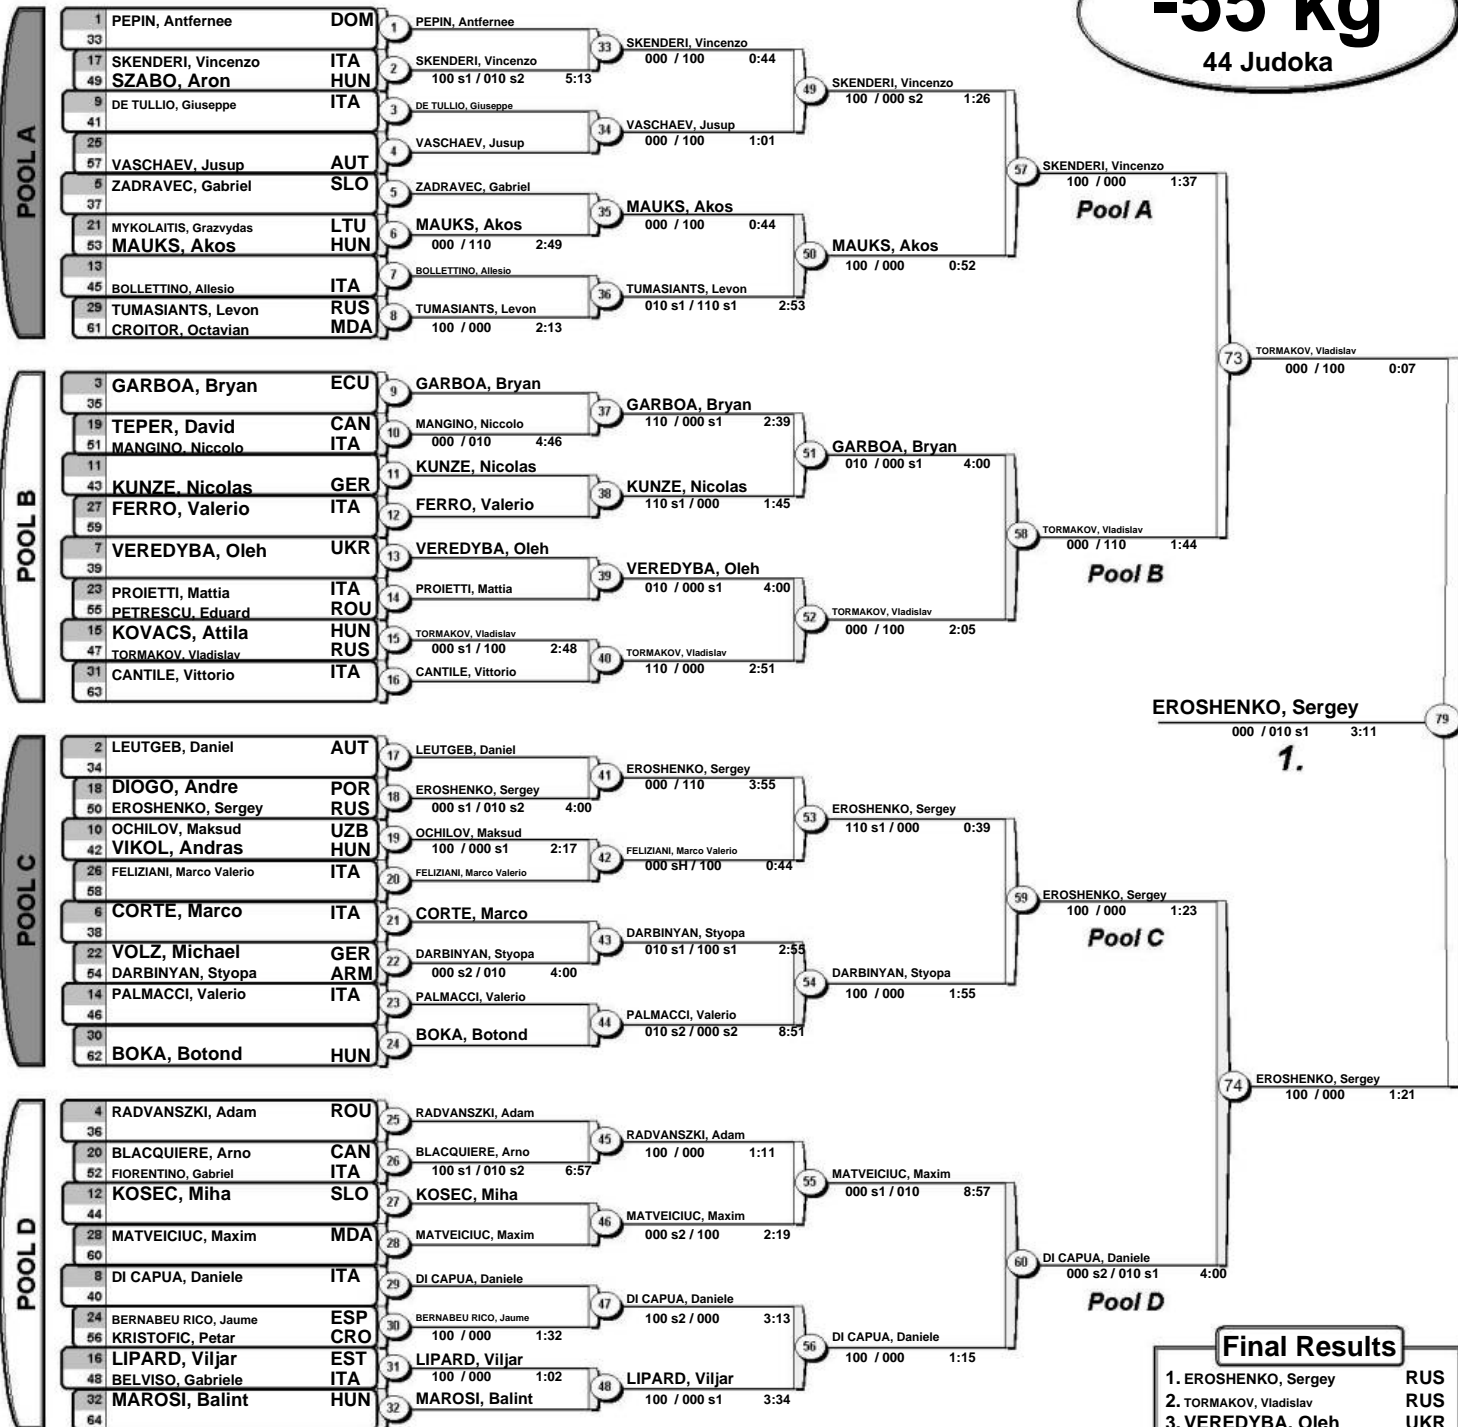 -55 kg
44 Judoka
POOL A
1 PEPIN, Antfernee DOM
33
17 SKENDERI, Vincenzo ITA
49 SZABO, Aron HUN
9 DE TULLIO, Giuseppe ITA
41
25
57 VASCHAEV, Jusup AUT
5 ZADRAVEC, Gabriel SLO
37
21 MYKOLAITIS, Grazvydas LTU
53 MAUKS, Akos HUN
13
45 BOLLETTINO, Allesio ITA
29 TUMASIANTS, Levon RUS
61 CROITOR, Octavian MDA
1 PEPIN, Antfernee
2 SKENDERI, Vincenzo
100 s1 / 010 s2 5:13
3 DE TULLIO, Giuseppe
4 VASCHAEV, Jusup
5 ZADRAVEC, Gabriel
6 MAUKS, Akos
000 / 110 2:49
7 BOLLETTINO, Allesio
8 TUMASIANTS, Levon
100 / 000 2:13
33 SKENDERI, Vincenzo
000 / 100 0:44
34 VASCHAEV, Jusup
000 / 100 1:01
35 MAUKS, Akos
000 / 100 0:44
36 TUMASIANTS, Levon
010 s1 / 110 s1 2:53
49 SKENDERI, Vincenzo
100 / 000 s2 1:26
50 MAUKS, Akos
100 / 000 0:52
57 SKENDERI, Vincenzo
100 / 000 1:37
Pool A
POOL B
3 GARBOA, Bryan ECU
35
19 TEPER, David CAN
51 MANGINO, Niccolo ITA
11
43 KUNZE, Nicolas GER
27 FERRO, Valerio ITA
59
7 VEREDYBA, Oleh UKR
39
23 PROIETTI, Mattia ITA
55 PETRESCU, Eduard ROU
15 KOVACS, Attila HUN
47 TORMAKOV, Vladislav RUS
31 CANTILE, Vittorio ITA
63
9 GARBOA, Bryan
10 MANGINO, Niccolo
000 / 010 4:46
11 KUNZE, Nicolas
12 FERRO, Valerio
13 VEREDYBA, Oleh
14 PROIETTI, Mattia
15 TORMAKOV, Vladislav
000 s1 / 100 2:48
16 CANTILE, Vittorio
37 GARBOA, Bryan
110 / 000 s1 2:39
38 KUNZE, Nicolas
110 s1 / 000 1:45
39 VEREDYBA, Oleh
010 / 000 s1 4:00
40 TORMAKOV, Vladislav
110 / 000 2:51
51 GARBOA, Bryan
010 / 000 s1 4:00
52 TORMAKOV, Vladislav
000 / 100 2:05
58 TORMAKOV, Vladislav
000 / 110 1:44
Pool B
73 TORMAKOV, Vladislav
000 / 100 0:07
EROSHENKO, Sergey 79
000 / 010 s1 3:11
1.
POOL C
2 LEUTGEB, Daniel AUT
34
18 DIOGO, Andre POR
50 EROSHENKO, Sergey RUS
10 OCHILOV, Maksud UZB
42 VIKOL, Andras HUN
26 FELIZIANI, Marco Valerio ITA
58
6 CORTE, Marco ITA
38
22 VOLZ, Michael GER
54 DARBINYAN, Styopa ARM
14 PALMACCI, Valerio ITA
46
30
62 BOKA, Botond HUN
17 LEUTGEB, Daniel
18 EROSHENKO, Sergey
000 s1 / 010 s2 4:00
19 OCHILOV, Maksud
100 / 000 s1 2:17
20 FELIZIANI, Marco Valerio
21 CORTE, Marco
22 DARBINYAN, Styopa
000 s2 / 010 4:00
23 PALMACCI, Valerio
24 BOKA, Botond
41 EROSHENKO, Sergey
000 / 110 3:55
42 FELIZIANI, Marco Valerio
000 sH / 100 0:44
43 DARBINYAN, Styopa
010 s1 / 100 s1 2:55
44 PALMACCI, Valerio
010 s2 / 000 s2 8:51
53 EROSHENKO, Sergey
110 s1 / 000 0:39
54 DARBINYAN, Styopa
100 / 000 1:55
59 EROSHENKO, Sergey
100 / 000 1:23
Pool C
74 EROSHENKO, Sergey
100 / 000 1:21
POOL D
4 RADVANSZKI, Adam ROU
36
20 BLACQUIERE, Arno CAN
52 FIORENTINO, Gabriel ITA
12 KOSEC, Miha SLO
44
28 MATVEICIUC, Maxim MDA
60
8 DI CAPUA, Daniele ITA
40
24 BERNABEU RICO, Jaume ESP
56 KRISTOFIC, Petar CRO
16 LIPARD, Viljar EST
48 BELVISO, Gabriele ITA
32 MAROSI, Balint HUN
64
25 RADVANSZKI, Adam
26 BLACQUIERE, Arno
100 s1 / 010 s2 6:57
27 KOSEC, Miha
28 MATVEICIUC, Maxim
29 DI CAPUA, Daniele
30 BERNABEU RICO, Jaume
100 / 000 1:32
31 LIPARD, Viljar
100 / 000 1:02
32 MAROSI, Balint
45 RADVANSZKI, Adam
100 / 000 1:11
46 MATVEICIUC, Maxim
000 s2 / 100 2:19
47 DI CAPUA, Daniele
100 s2 / 000 3:13
48 LIPARD, Viljar
100 / 000 s1 3:34
55 MATVEICIUC, Maxim
000 s1 / 010 8:57
56 DI CAPUA, Daniele
100 / 000 1:15
60 DI CAPUA, Daniele
000 s2 / 010 s1 4:00
Pool D
Final Results
1. EROSHENKO, Sergey RUS
2. TORMAKOV, Vladislav RUS
3. VEREDYBA, Oleh UKR